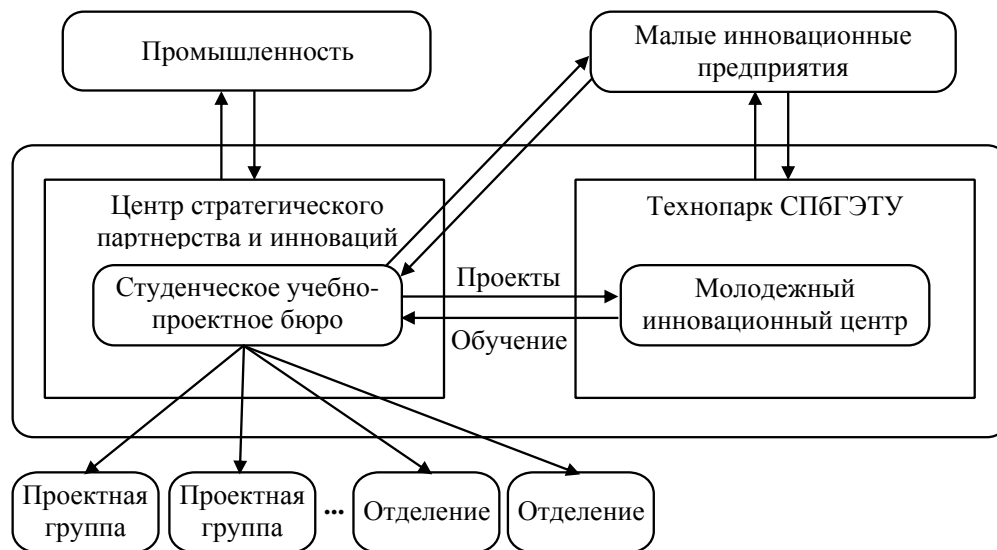 Промышленность
Малые инновационные
предприятия
Центр стратегического
партнерства и инноваций
Технопарк СПбГЭТУ
Студенческое учебно-
проектное бюро
Проекты
Обучение
Молодежный
инновационный центр
Проектная
группа
Проектная
группа
...
Отделение
Отделение